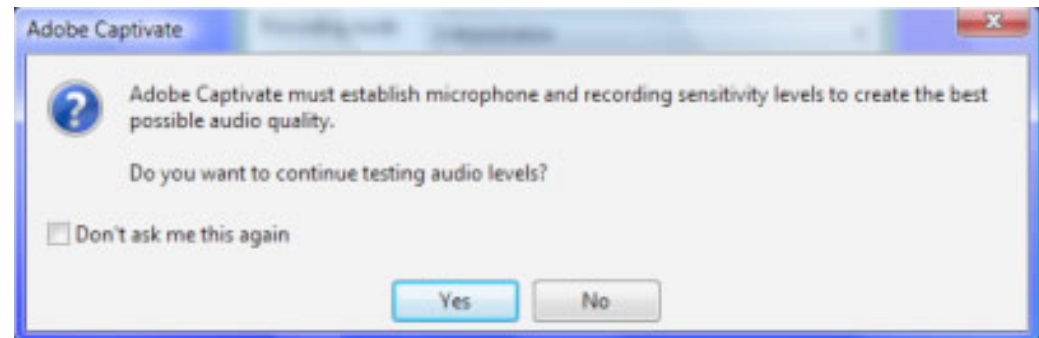 Adobe Captivate
Adobe Captivate must establish microphone and recording sensitivity levels to create the best
possible audio quality.
Do you want to continue testing audio levels?
Don't ask me this again
Yes
No